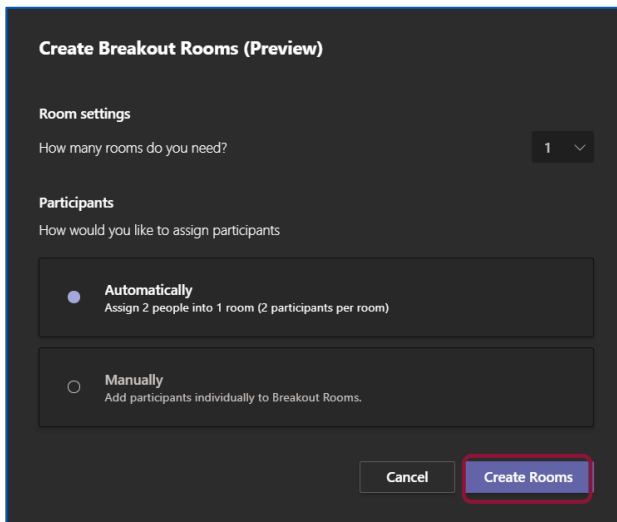 Create Breakout Rooms (Preview)
Room settings
How many rooms do you need?
1
Participants
How would you like to assign participants
Automatically
Assign 2 people into 1 room (2 participants per room)
Manually
Add participants individually to Breakout Rooms.
Cancel
Create Rooms